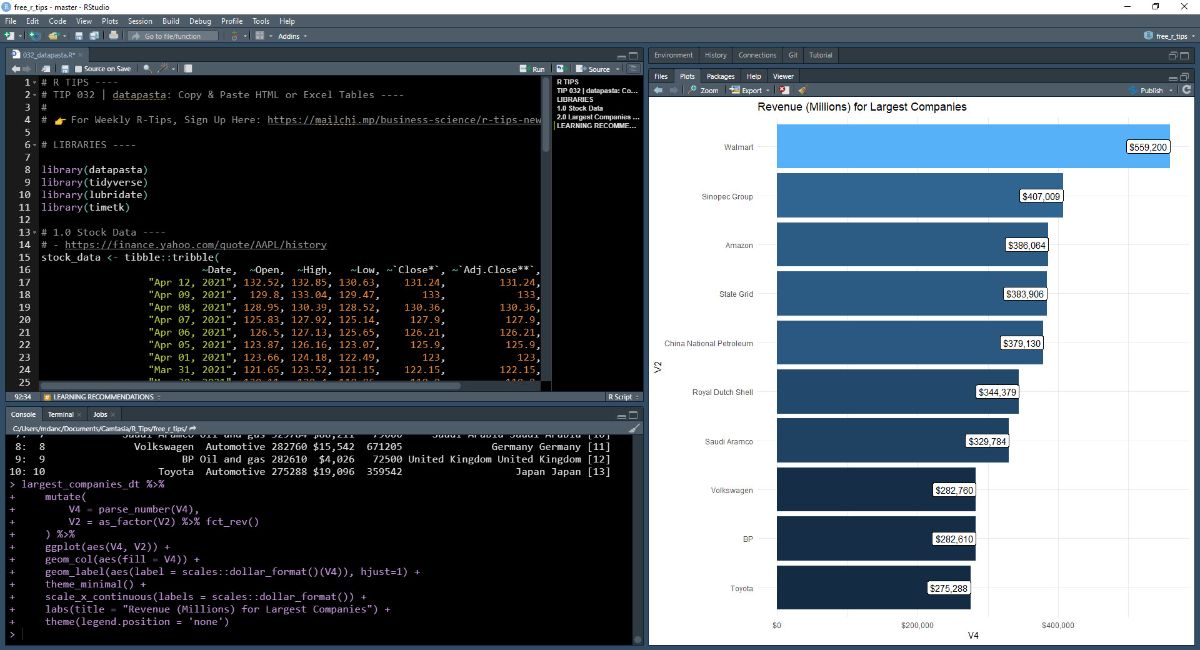 free_r_tips - master - RStudio
File Edit Code View Plots Session Build Debug Profile Tools Help
Go to file/function Addins free_r_tips
032_datapasta.R*
Source on Save Run Source
1 # R TIPS ----
2 # TIP 032 | datapasta: Copy & Paste HTML or Excel Tables ----
3 #
4 # 👉 For Weekly R-Tips, Sign Up Here: https://mailchi.mp/business-science/r-tips-new
5
6 # LIBRARIES ----
7
8 library(datapasta)
9 library(tidyverse)
10 library(lubridate)
11 library(timetk)
12
13 # 1.0 Stock Data ----
14 # - https://finance.yahoo.com/quote/AAPL/history
15 stock_data <- tibble::tribble(
16 ~Date, ~Open, ~High, ~Low, ~`Close*`, ~`Adj.Close**`,
17 "Apr 12, 2021", 132.52, 132.85, 130.63, 131.24, 131.24,
18 "Apr 09, 2021", 129.8, 133.04, 129.47, 133, 133,
19 "Apr 08, 2021", 128.95, 130.39, 128.52, 130.36, 130.36,
20 "Apr 07, 2021", 125.83, 127.92, 125.14, 127.9, 127.9,
21 "Apr 06, 2021", 126.5, 127.13, 125.65, 126.21, 126.21,
22 "Apr 05, 2021", 123.87, 126.16, 123.07, 125.9, 125.9,
23 "Apr 01, 2021", 123.66, 124.18, 122.49, 123, 123,
24 "Mar 31, 2021", 121.65, 123.52, 121.15, 122.15, 122.15,
25
R TIPS
TIP 032 | datapasta: Co...
LIBRARIES
1.0 Stock Data
2.0 Largest Companies ...
LEARNING RECOMME...
92:34 LEARNING RECOMMENDATIONS R Script
Console Terminal Jobs
C:/Users/mdanc/Documents/Camtasia/R_Tips/free_r_tips/
7: 7 Saudi Aramco Oil and gas 329784 $88,211 79000 Saudi Arabia Saudi Arabia [10]
8: 8 Volkswagen Automotive 282760 $15,542 671205 Germany Germany [11]
9: 9 BP Oil and gas 282610 $4,026 72500 United Kingdom United Kingdom [12]
10: 10 Toyota Automotive 275288 $19,096 359542 Japan Japan [13]
> largest_companies_dt %>%
+ mutate(
+ V4 = parse_number(V4),
+ V2 = as_factor(V2) %>% fct_rev()
+ ) %>%
+ ggplot(aes(V4, V2)) +
+ geom_col(aes(fill = V4)) +
+ geom_label(aes(label = scales::dollar_format()(V4)), hjust=1) +
+ theme_minimal() +
+ scale_x_continuous(labels = scales::dollar_format()) +
+ labs(title = "Revenue (Millions) for Largest Companies") +
+ theme(legend.position = 'none')
>
Environment History Connections Git Tutorial
Files Plots Packages Help Viewer
Zoom Export Publish
Revenue (Millions) for Largest Companies
Walmart $559,200
Sinopec Group $407,009
Amazon $386,064
State Grid $383,906
China National Petroleum $379,130
V2
Royal Dutch Shell $344,379
Saudi Aramco $329,784
Volkswagen $282,760
BP $282,610
Toyota $275,288
$0 $200,000 $400,000
V4